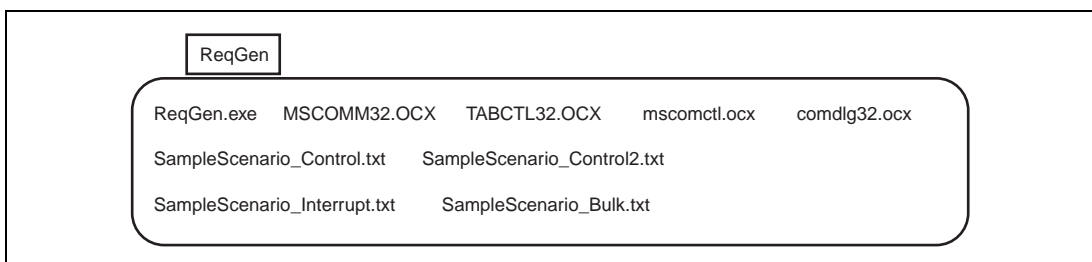 ReqGen
ReqGen.exe MSCOMM32.OCX TABCTL32.OCX mscomctl.ocx comdlg32.ocx
SampleScenario_Control.txt SampleScenario_Control2.txt
SampleScenario_Interrupt.txt SampleScenario_Bulk.txt